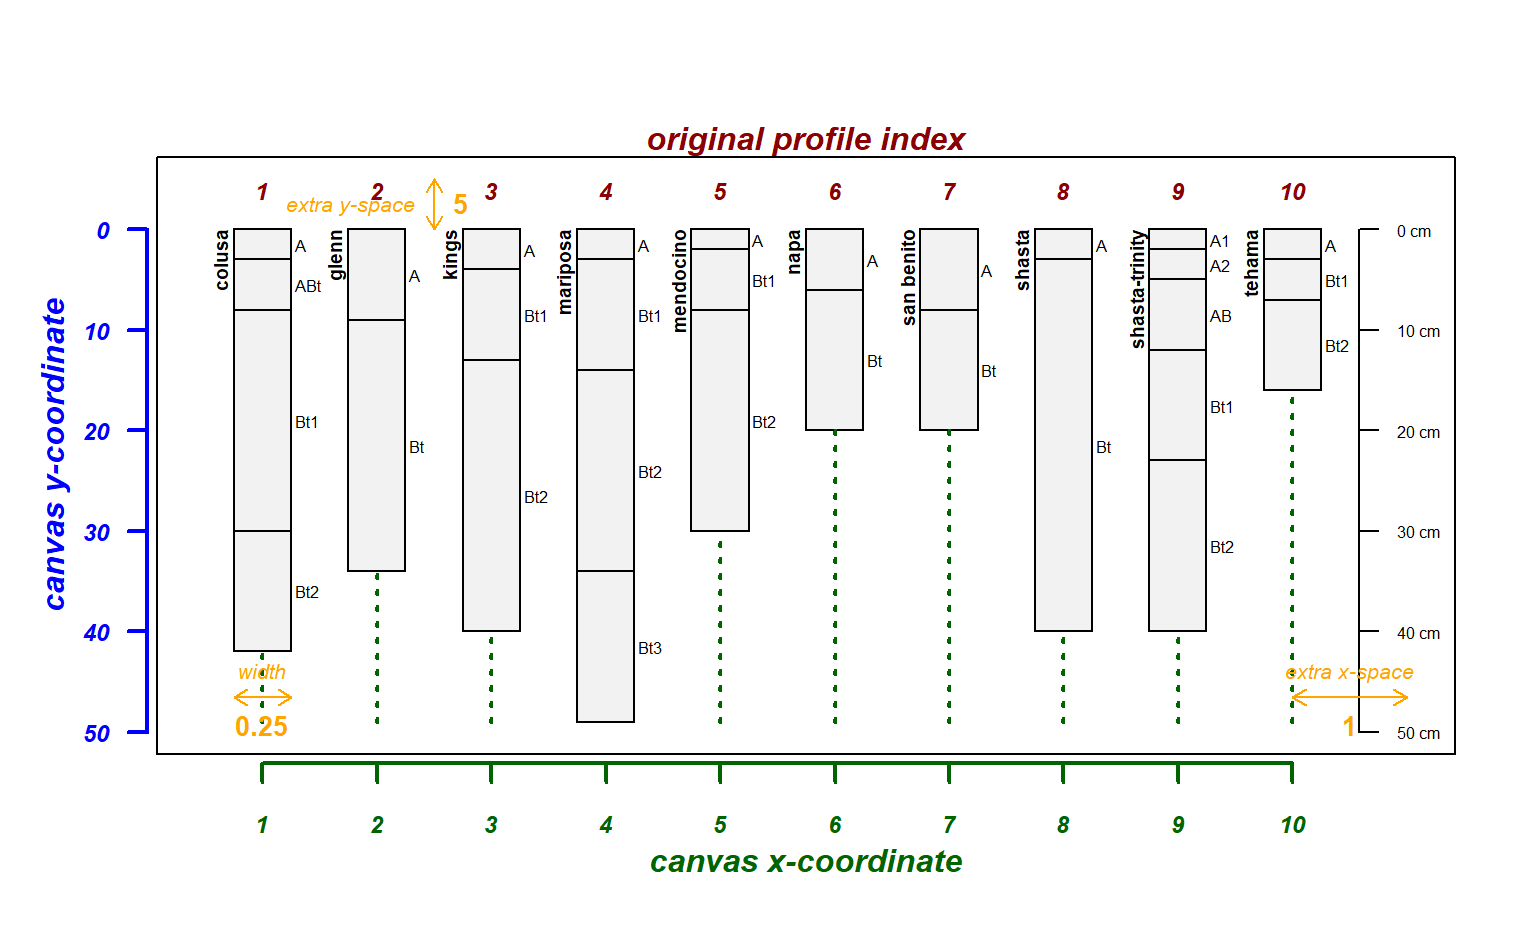 original profile index
1 2 3 4 5 6 7 8 9 10
extra y-space 5
canvas y-coordinate
0
10
20
30
40
50
colusa
A
ABt
Bt1
Bt2
glenn
A
Bt
kings
A
Bt1
Bt2
mariposa
A
Bt1
Bt2
Bt3
mendocino
A
Bt1
Bt2
napa
A
Bt
san benito
A
Bt
shasta
A
Bt
shasta-trinity
A1
A2
AB
Bt1
Bt2
tehama
A
Bt1
Bt2
0 cm
10 cm
20 cm
30 cm
40 cm
50 cm
width
0.25
extra x-space
1
1 2 3 4 5 6 7 8 9 10
canvas x-coordinate